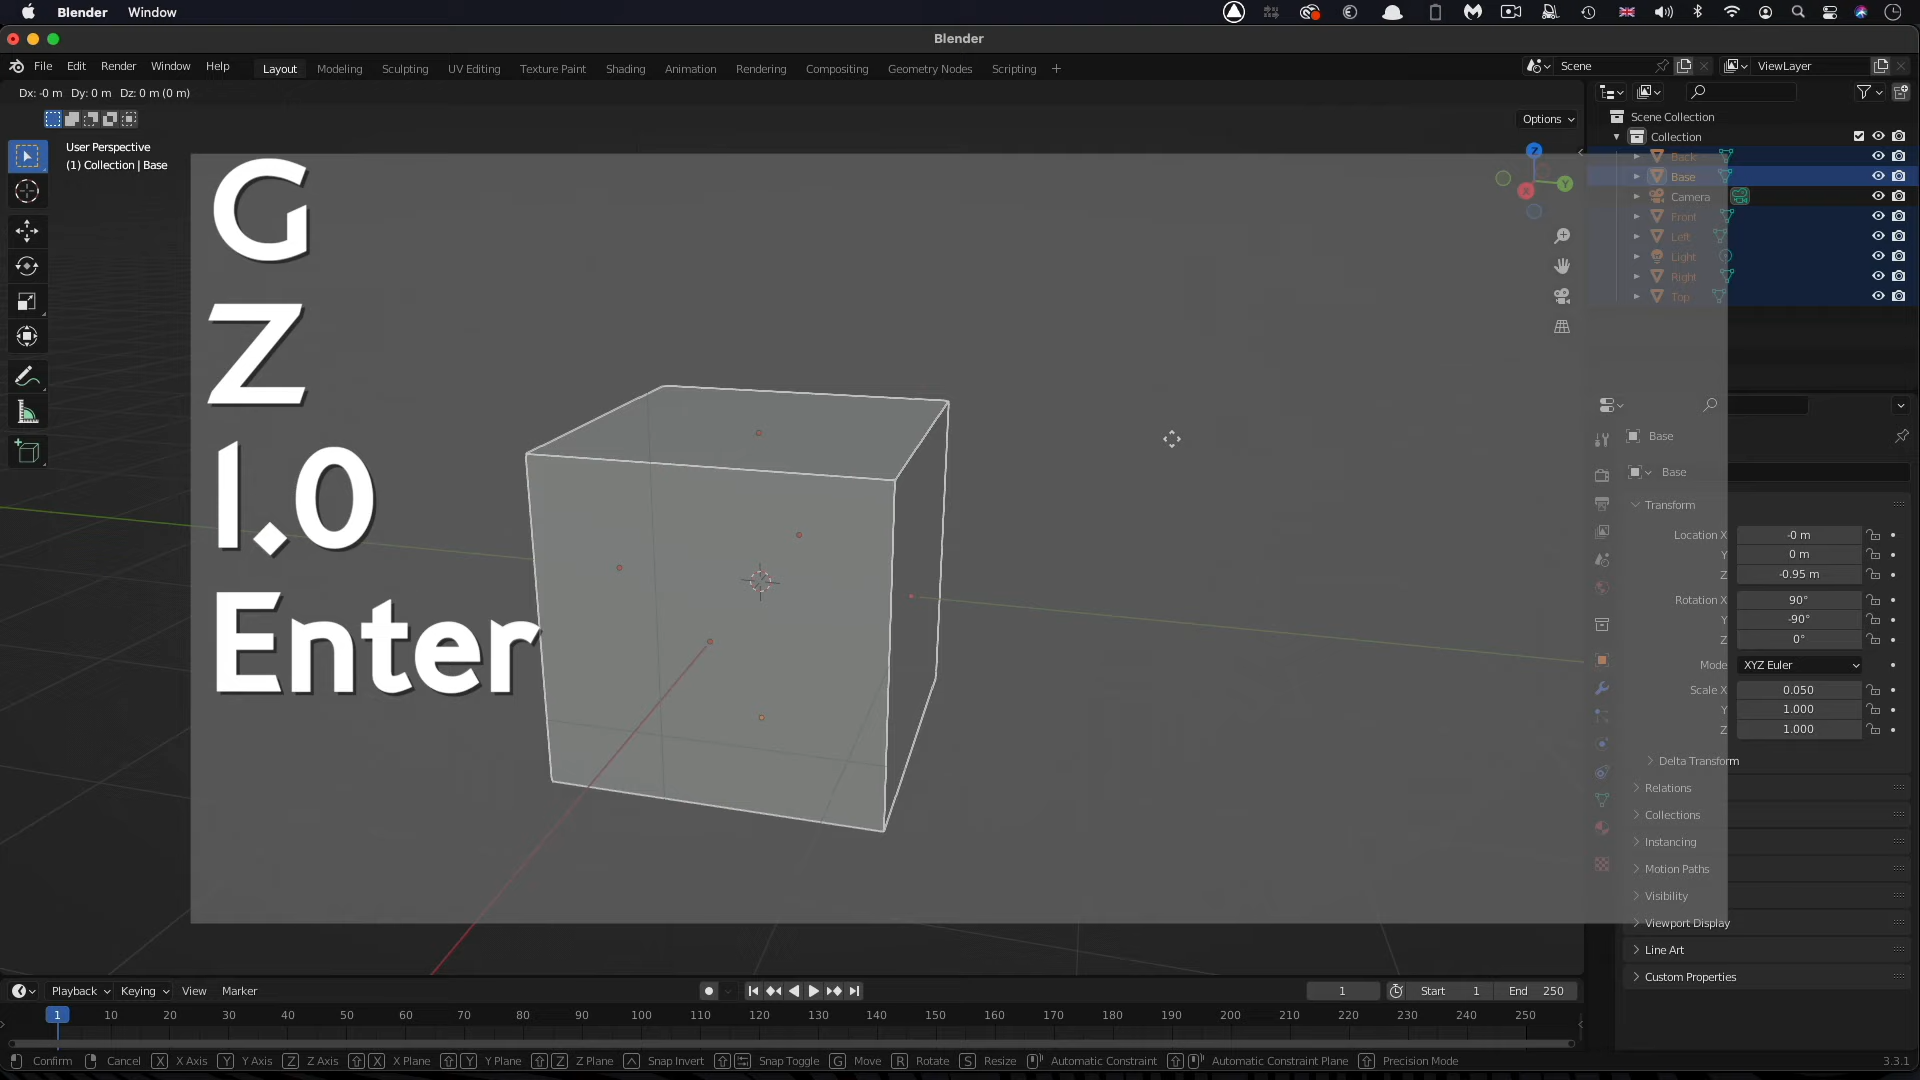 Blender Window
Blender
File Edit Render Window Help Layout Modeling Sculpting UV Editing Texture Paint Shading Animation Rendering Compositing Geometry Nodes Scripting + Scene ViewLayer
Dx: -0 m Dy: 0 m Dz: 0 m (0 m)
Options
User Perspective
(1) Collection | Base
G
Z
1.0
Enter
Z
Y
X
Scene Collection
Collection
Back
Base
Camera
Front
Left
Light
Right
Top
Base
Base
Transform
Location X -0 m
Y 0 m
Z -0.95 m
Rotation X 90°
Y -90°
Z 0°
Mode XYZ Euler
Scale X 0.050
Y 1.000
Z 1.000
Delta Transform
Relations
Collections
Instancing
Motion Paths
Visibility
Viewport Display
Line Art
Custom Properties
Playback Keying View Marker 1 Start 1 End 250
1 10 20 30 40 50 60 70 80 90 100 110 120 130 140 150 160 170 180 190 200 210 220 230 240 250
Confirm Cancel X X Axis Y Y Axis Z Z Axis X X Plane Y Y Plane Z Z Plane Snap Invert Snap Toggle G Move R Rotate S Resize Automatic Constraint Automatic Constraint Plane Precision Mode 3.3.1